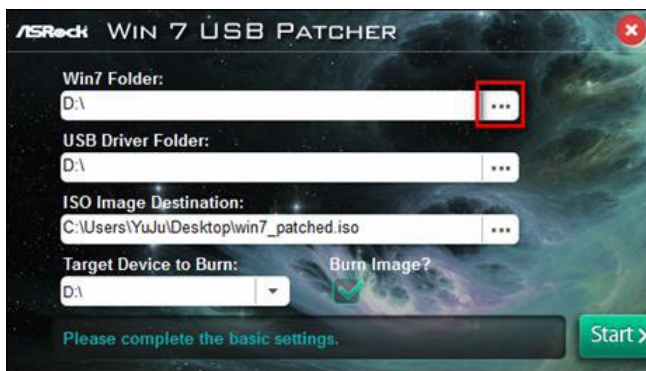 ASRock WIN 7 USB PATCHER
Win7 Folder:
D:\ ...
USB Driver Folder:
D:\ ...
ISO Image Destination:
C:\Users\YuJu\Desktop\win7_patched.iso ...
Target Device to Burn: Burn Image?
D:\
Please complete the basic settings. Start